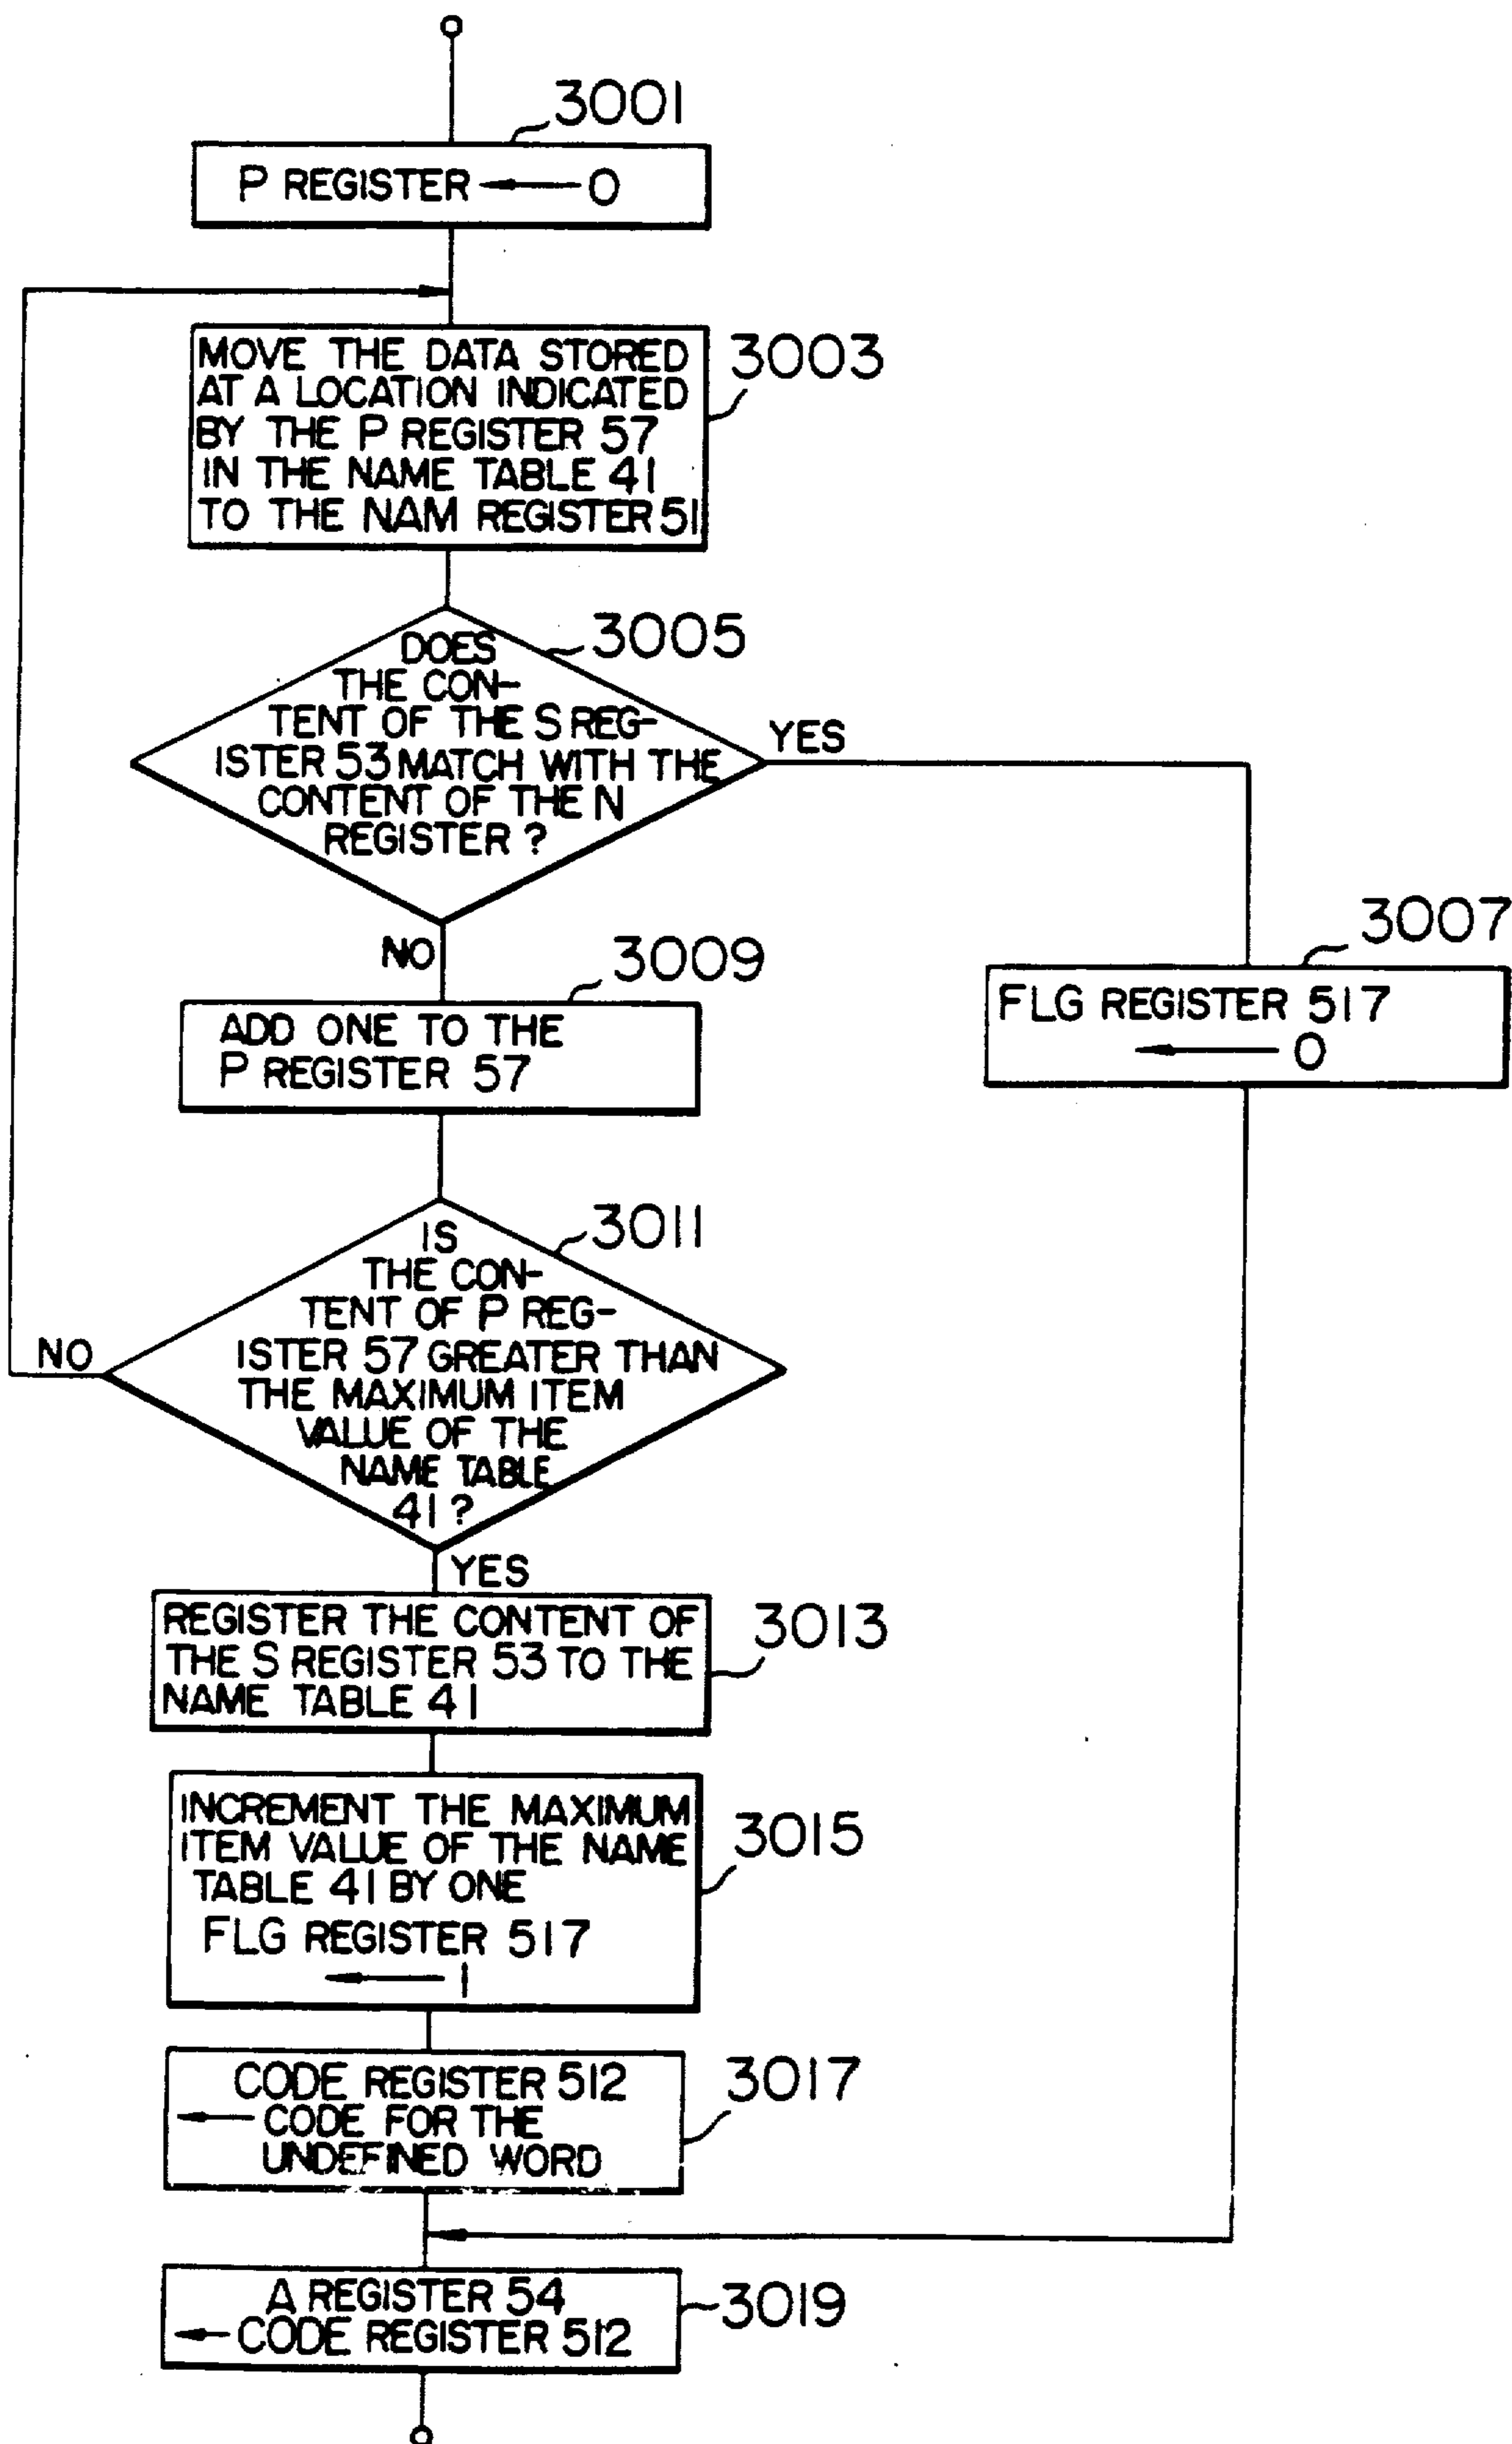 3001
P REGISTER ← 0
MOVE THE DATA STORED
AT A LOCATION INDICATED
BY THE P REGISTER 57
IN THE NAME TABLE 41
TO THE NAM REGISTER 51
3003
3005
DOES
THE CON-
TENT OF THE S REG-
ISTER 53 MATCH WITH THE
CONTENT OF THE N
REGISTER ?
YES
NO
3007
FLG REGISTER 517
← 0
3009
ADD ONE TO THE
P REGISTER 57
3011
IS
THE CON-
TENT OF P REG-
ISTER 57 GREATER THAN
THE MAXIMUM ITEM
VALUE OF THE
NAME TABLE
41 ?
NO
YES
REGISTER THE CONTENT OF
THE S REGISTER 53 TO THE
NAME TABLE 41
3013
INCREMENT THE MAXIMUM
ITEM VALUE OF THE NAME
TABLE 41 BY ONE
FLG REGISTER 517
← 1
3015
CODE REGISTER 512
← CODE FOR THE
UNDEFINED WORD
3017
A REGISTER 54
← CODE REGISTER 512
3019